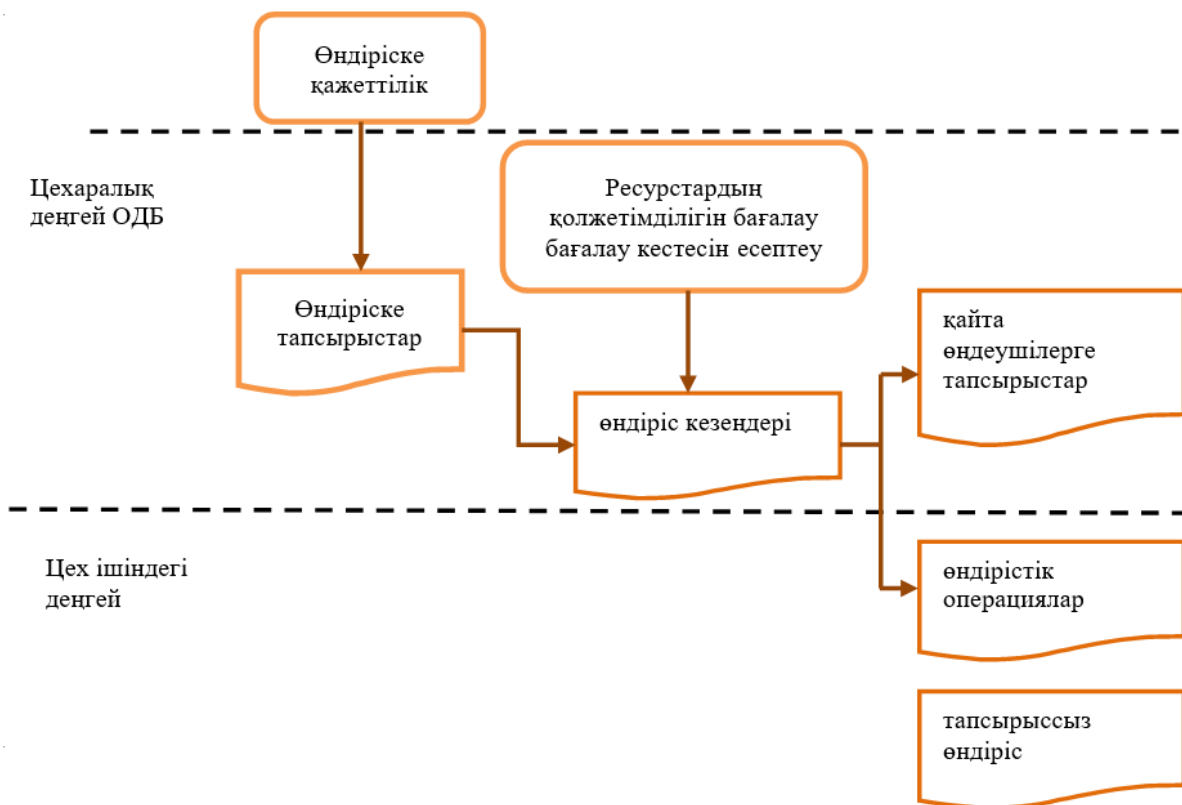 Өндіріске
қажеттілік
Цехаралық
деңгей ОДБ
Ресурстардың
қолжетімділігін бағалау
бағалау кестесін есептеу
Өндіріске
тапсырыстар
қайта
өңдеушілерге
тапсырыстар
өндіріс кезеңдері
Цех ішіндегі
деңгей
өндірістік
операциялар
тапсырыссыз
өндіріс